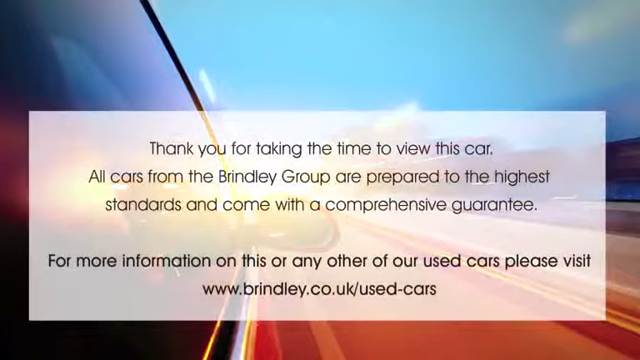 Thank you for taking the time to view this car.
All cars from the Brindley Group are prepared to the highest
standards and come with a comprehensive guarantee.
For more information on this or any other of our used cars please visit
www.brindley.co.uk/used-cars